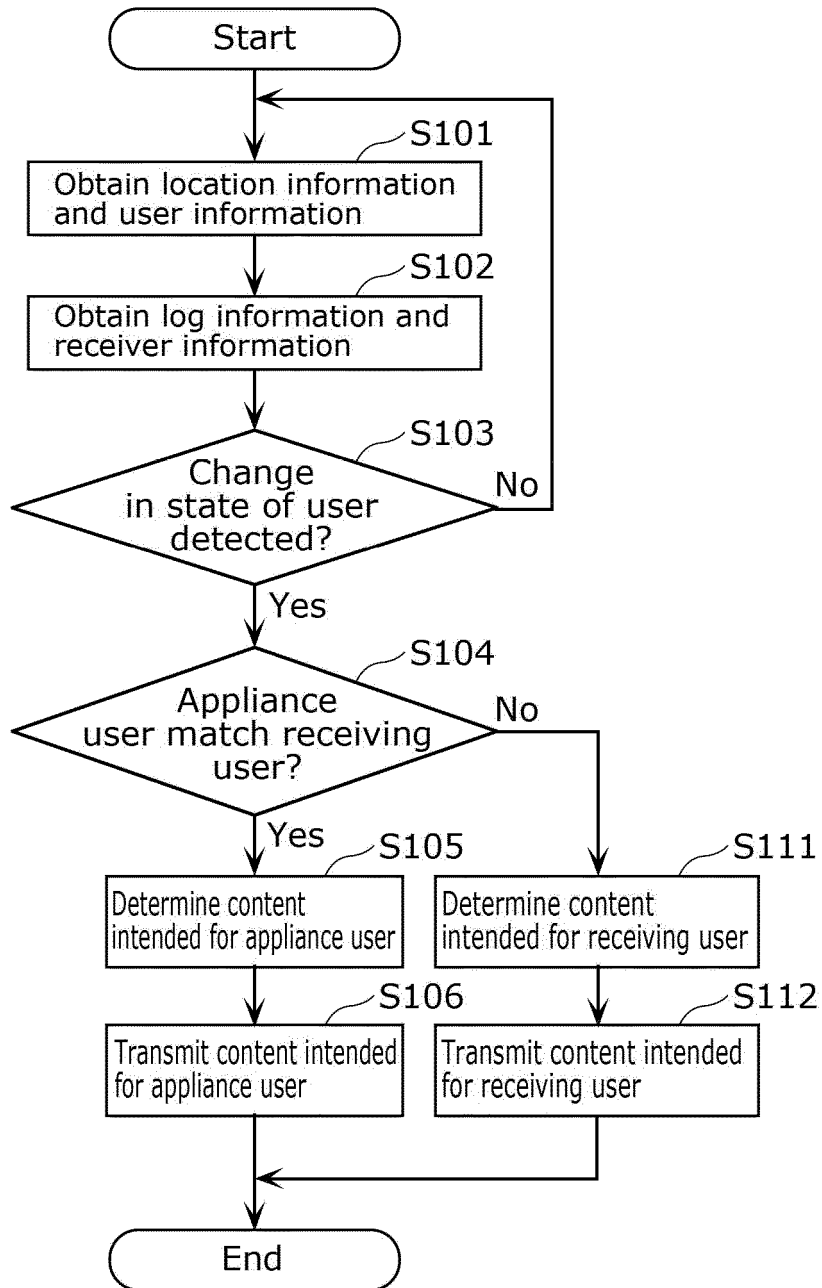 Start
S101
Obtain location information
and user information
S102
Obtain log information and
receiver information
S103
Change
in state of user
detected?
No
Yes
S104
Appliance
user match receiving
user?
No
Yes
S105
Determine content
intended for appliance user
S111
Determine content
intended for receiving user
S106
Transmit content intended
for appliance user
S112
Transmit content intended
for receiving user
End